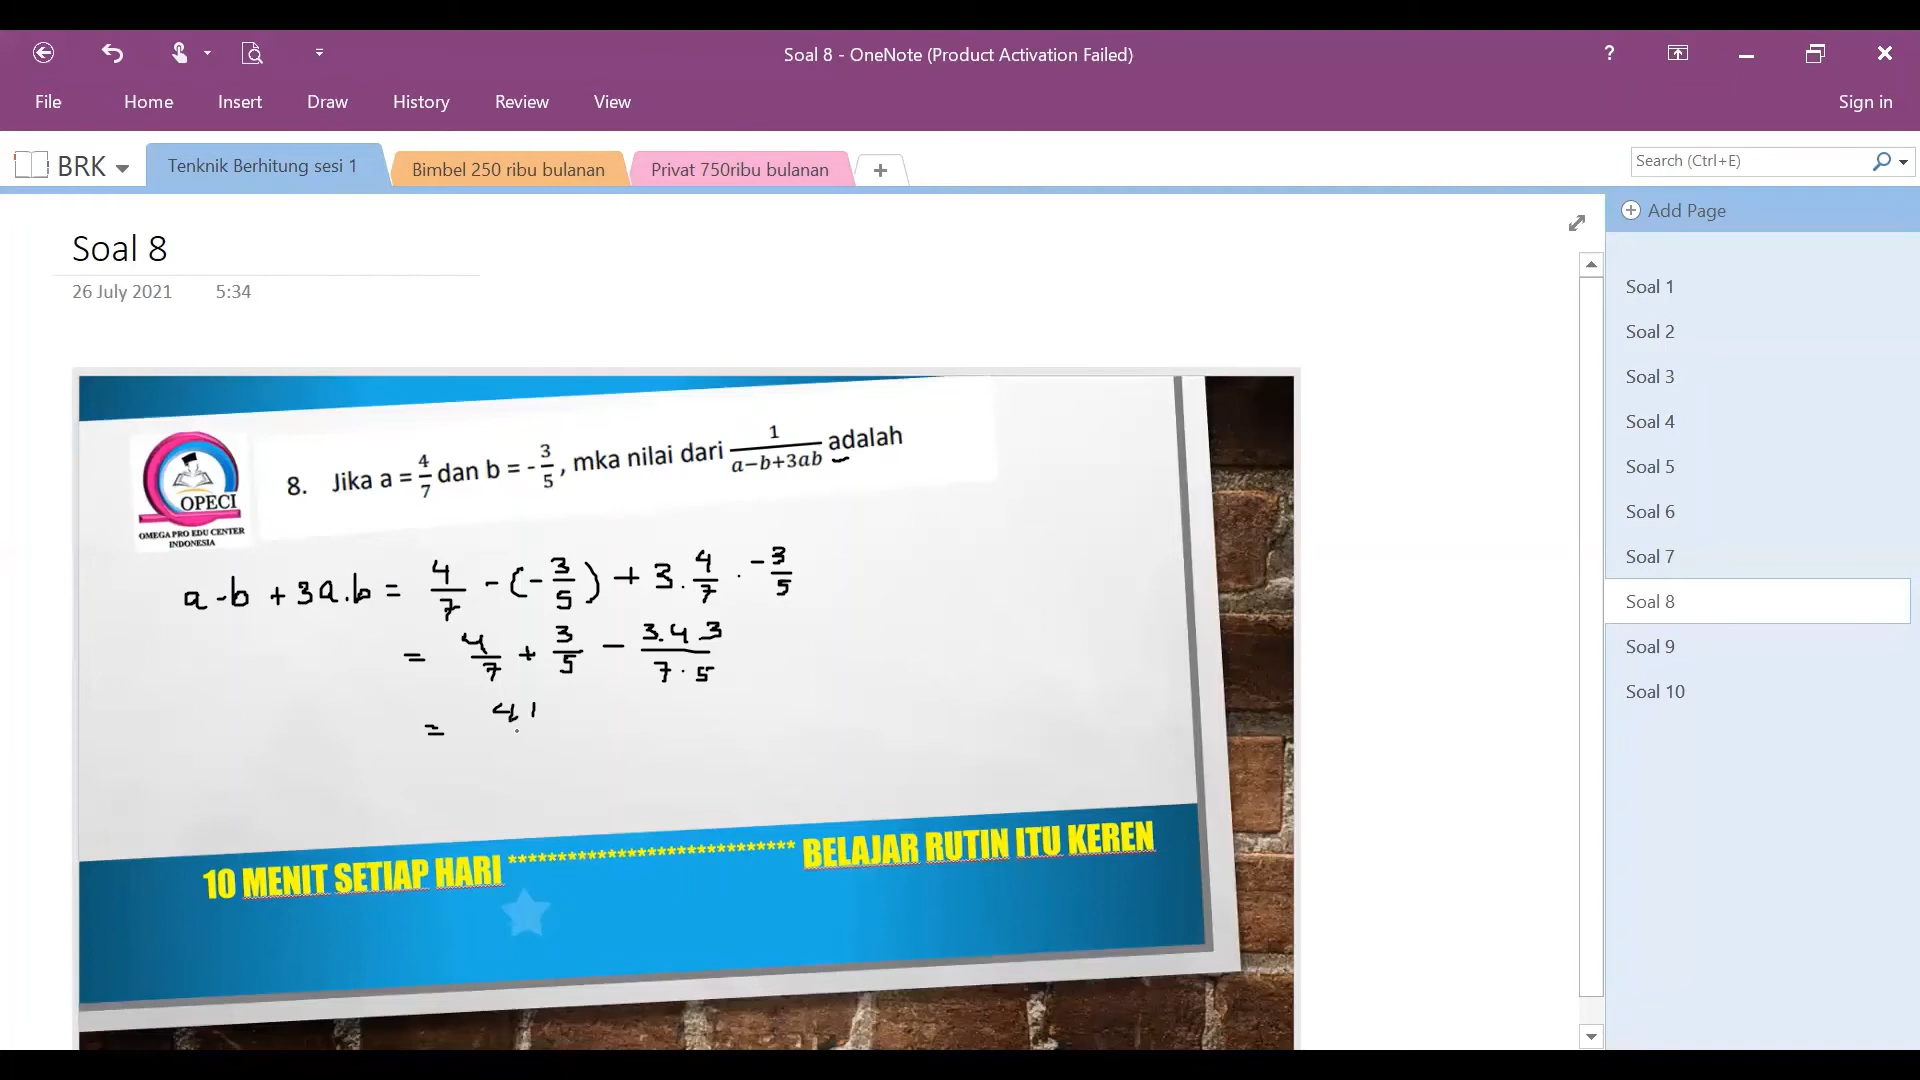 Soal 8 - OneNote (Product Activation Failed)
?
File Home Insert Draw History Review View Sign in
BRK Tenknik Berhitung sesi 1 Bimbel 250 ribu bulanan Privat 750ribu bulanan + Search (Ctrl+E)
Add Page
Soal 8
26 July 2021 5:34
Soal 1
Soal 2
Soal 3
Soal 4
Soal 5
Soal 6
Soal 7
Soal 8
Soal 9
Soal 10
OPECI
OMEGA PRO EDU CENTER
INDONESIA
8. Jika a = 4/7 dan b = - 3/5 , mka nilai dari 1/(a−b+3ab) adalah
a - b + 3a.b = 4/7 - (- 3/5) + 3 . 4/7 . - 3/5
= 4/7 + 3/5 - 3.4 3/7 . 5
= 41
10 MENIT SETIAP HARI **************************** BELAJAR RUTIN ITU KEREN